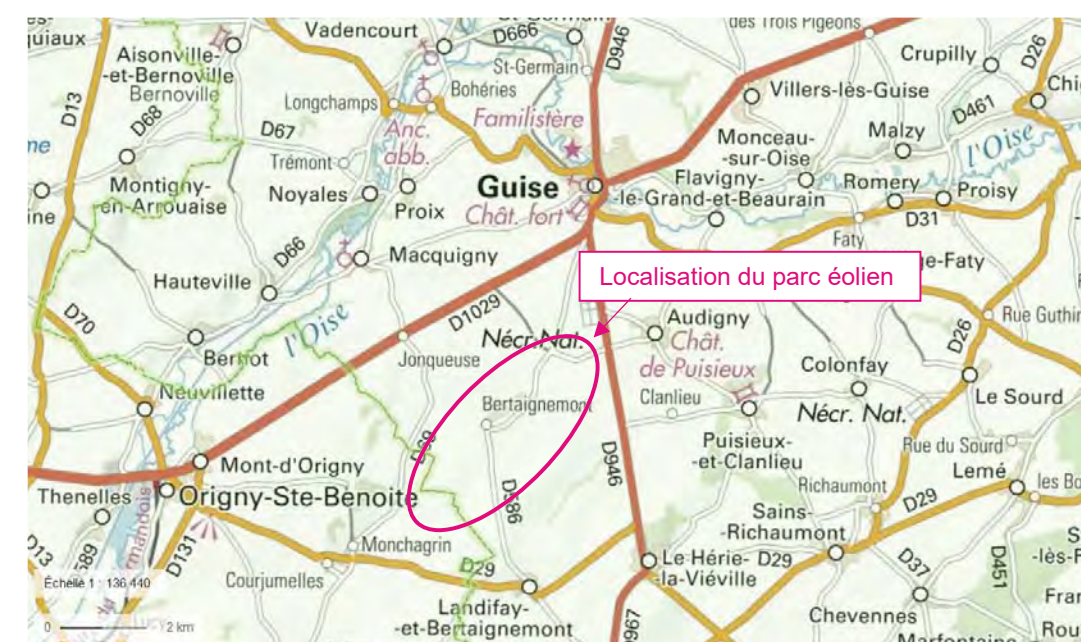 des Trois Pigeons
Vadencourt
D666
D946
Aisonville-
-et-Bernoville
Bernoville
St-Germain
Crupilly
D26
D13
D68
Longchamps
Bohéries
Villers-lès-Guise
D461
D67
Anc.
abb.
Familistère
Monceau-
-sur-Oise
Malzy
l'Oise
Trémont
Montigny-
-en-Arrouaise
Noyales
Proix
Guise
Chât. fort
Flavigny-
-le-Grand-et-Beaurain
Romery
Proisy
D31
D66
Macquigny
Faty
Hauteville
Localisation du parc éolien
D70
l'Oise
D1029
Nécr. Nat.
Audigny
Chât.
de Puisieux
D26
Bernot
Jonqueuse
Colonfay
Neuvillette
Bertaignemont
Clanlieu
Nécr. Nat.
Le Sourd
D69
D946
Puisieux-
-et-Clanlieu
Rue du Sourd
Mont-d'Origny
Lemé
Thenelles
Origny-Ste-Benoite
D586
Richaumont
D29
Sains-
-Richaumont
D13
D131
Monchagrin
D29
Le Hérie-
-la-Viéville
D29
D37
D451
Échelle 1 : 136 440
Courjumelles
Landifay-
-et-Bertaignemont
D967
Chevennes
0
2 km
Marfontaine